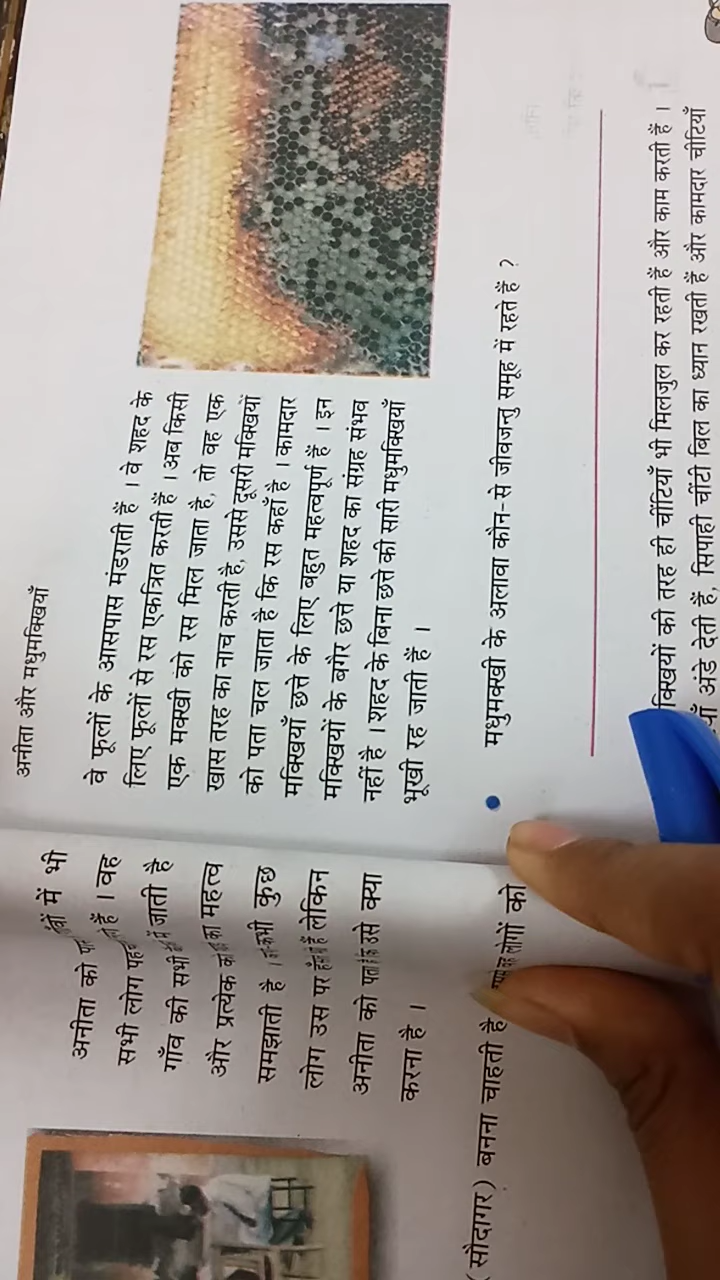 अनीता को में भी
सभी लोग हैं । वह
गाँव की सभी में जाती है
और प्रत्येक का महत्व
समझाती है । कभी कुछ
लोग उस पर हैं लेकिन
अनीता को पता है उसे क्या
करना है ।
(सौदागर) बनना चाहती है लोगों को
अनीता और मधुमक्खियाँ
वे फूलों के आसपास मंडराती हैं । वे शहद के
लिए फूलों से रस एकत्रित करती हैं । अब किसी
एक मक्खी को रस मिल जाता है, तो वह एक
खास तरह का नाच करती है, उससे दूसरी मक्खियों
को पता चल जाता है कि रस कहाँ है । कामदार
मक्खियाँ छत्ते के लिए बहुत महत्वपूर्ण हैं । इन
मक्खियों के बगैर छत्ते या शहद का संग्रह संभव
नहीं है । शहद के बिना छत्ते की सारी मधुमक्खियाँ
भूखी रह जाती हैं ।
• मधुमक्खी के अलावा कौन-से जीवजन्तु समूह में रहते हैं ?
की तरह ही चींटियाँ भी मिलजुल कर रहती हैं और काम करती हैं ।
अंडे देती हैं, सिपाही चींटी बिल का ध्यान रखती हैं और कामदार चींटियाँ